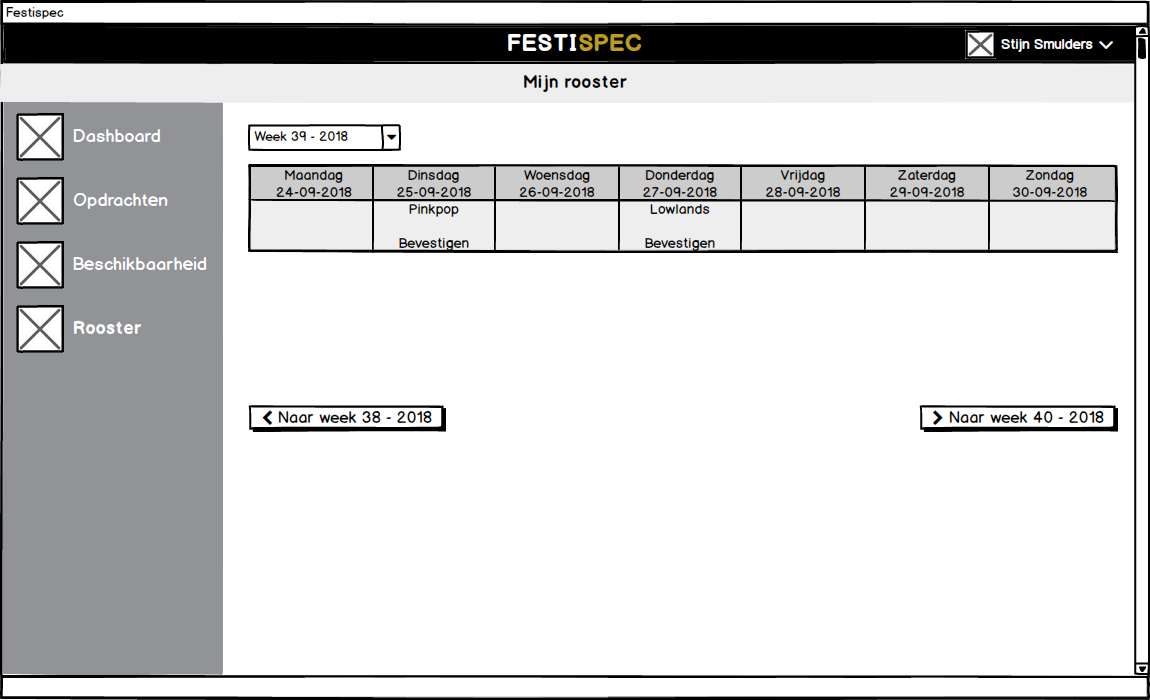 Festispec
FESTISPEC
Stijn Smulders
Mijn rooster
Dashboard
Opdrachten
Beschikbaarheid
Rooster
Week 39 - 2018
Maandag Dinsdag Woensdag Donderdag Vrijdag Zaterdag Zondag
24-09-2018 25-09-2018 26-09-2018 27-09-2018 28-09-2018 29-09-2018 30-09-2018
Pinkpop Lowlands
Bevestigen Bevestigen
Naar week 38 - 2018
Naar week 40 - 2018